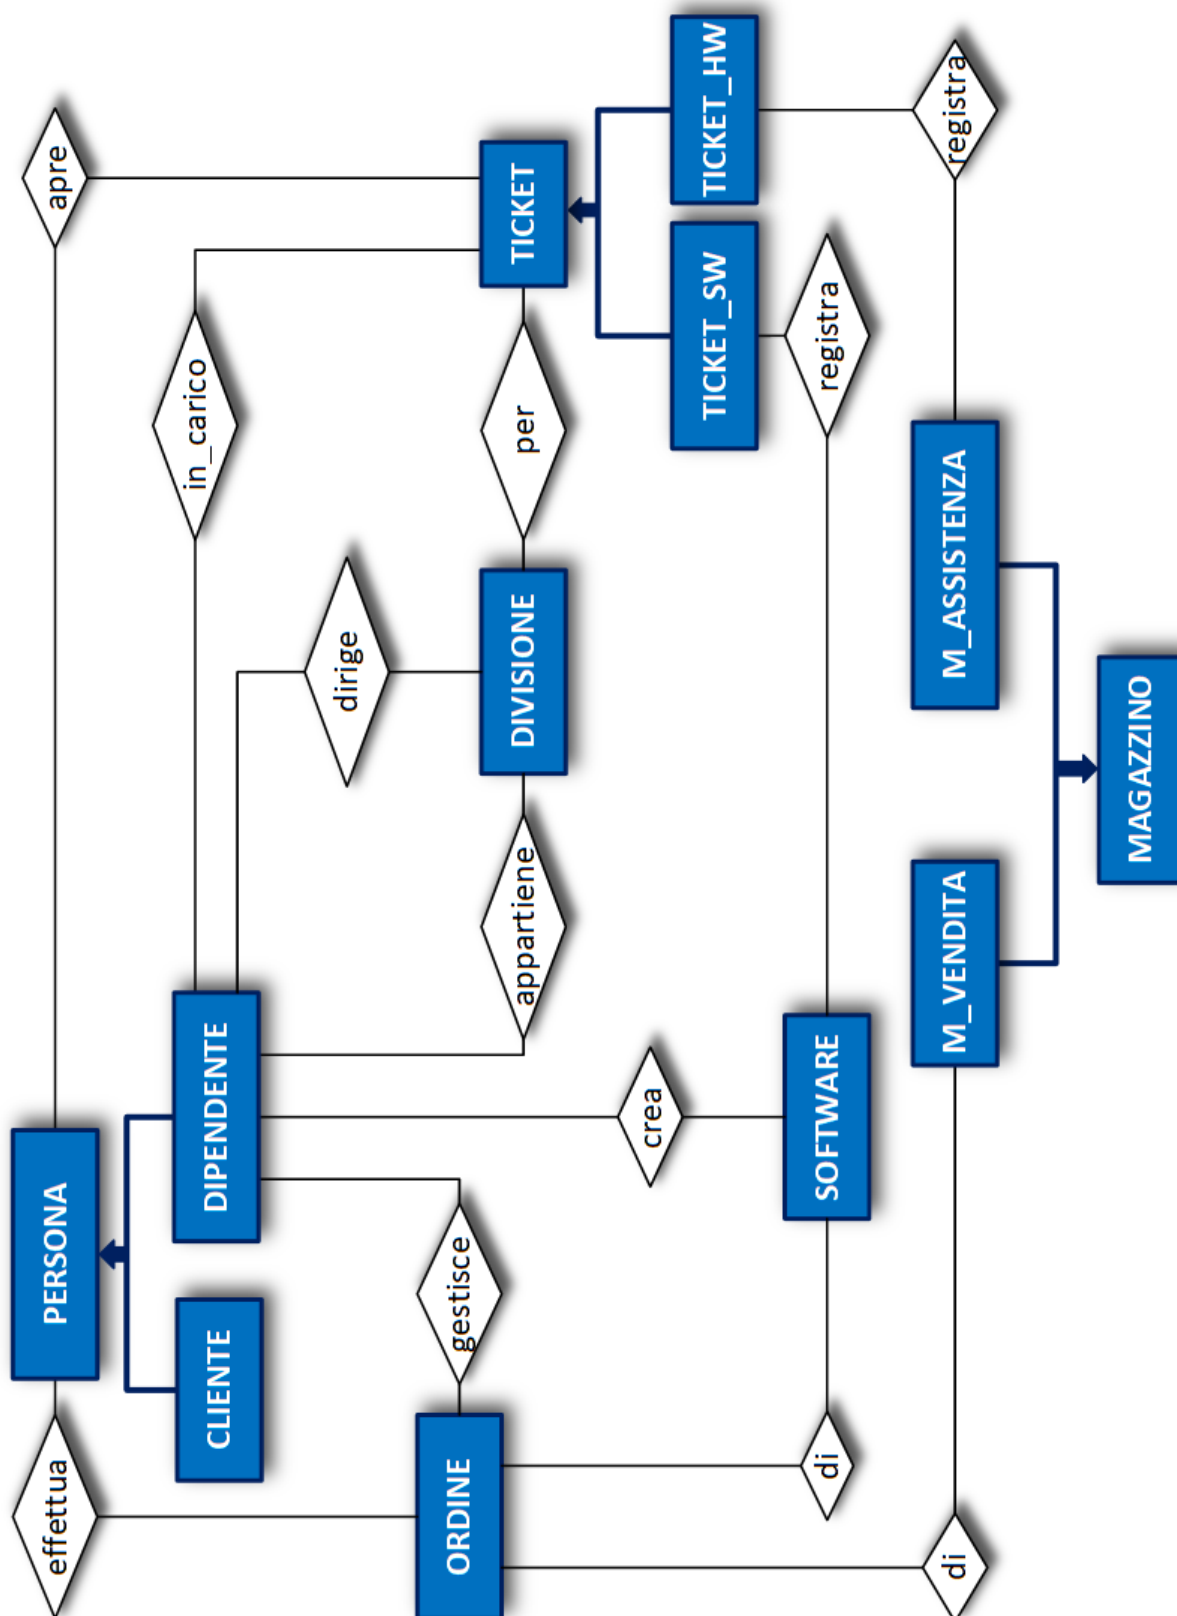 effettua
PERSONA
apre
CLIENTE
DIPENDENTE
in_carico
dirige
ORDINE
gestisce
appartiene
DIVISIONE
per
TICKET
crea
TICKET_SW
TICKET_HW
di
SOFTWARE
registra
di
M_VENDITA
M_ASSISTENZA
registra
MAGAZZINO